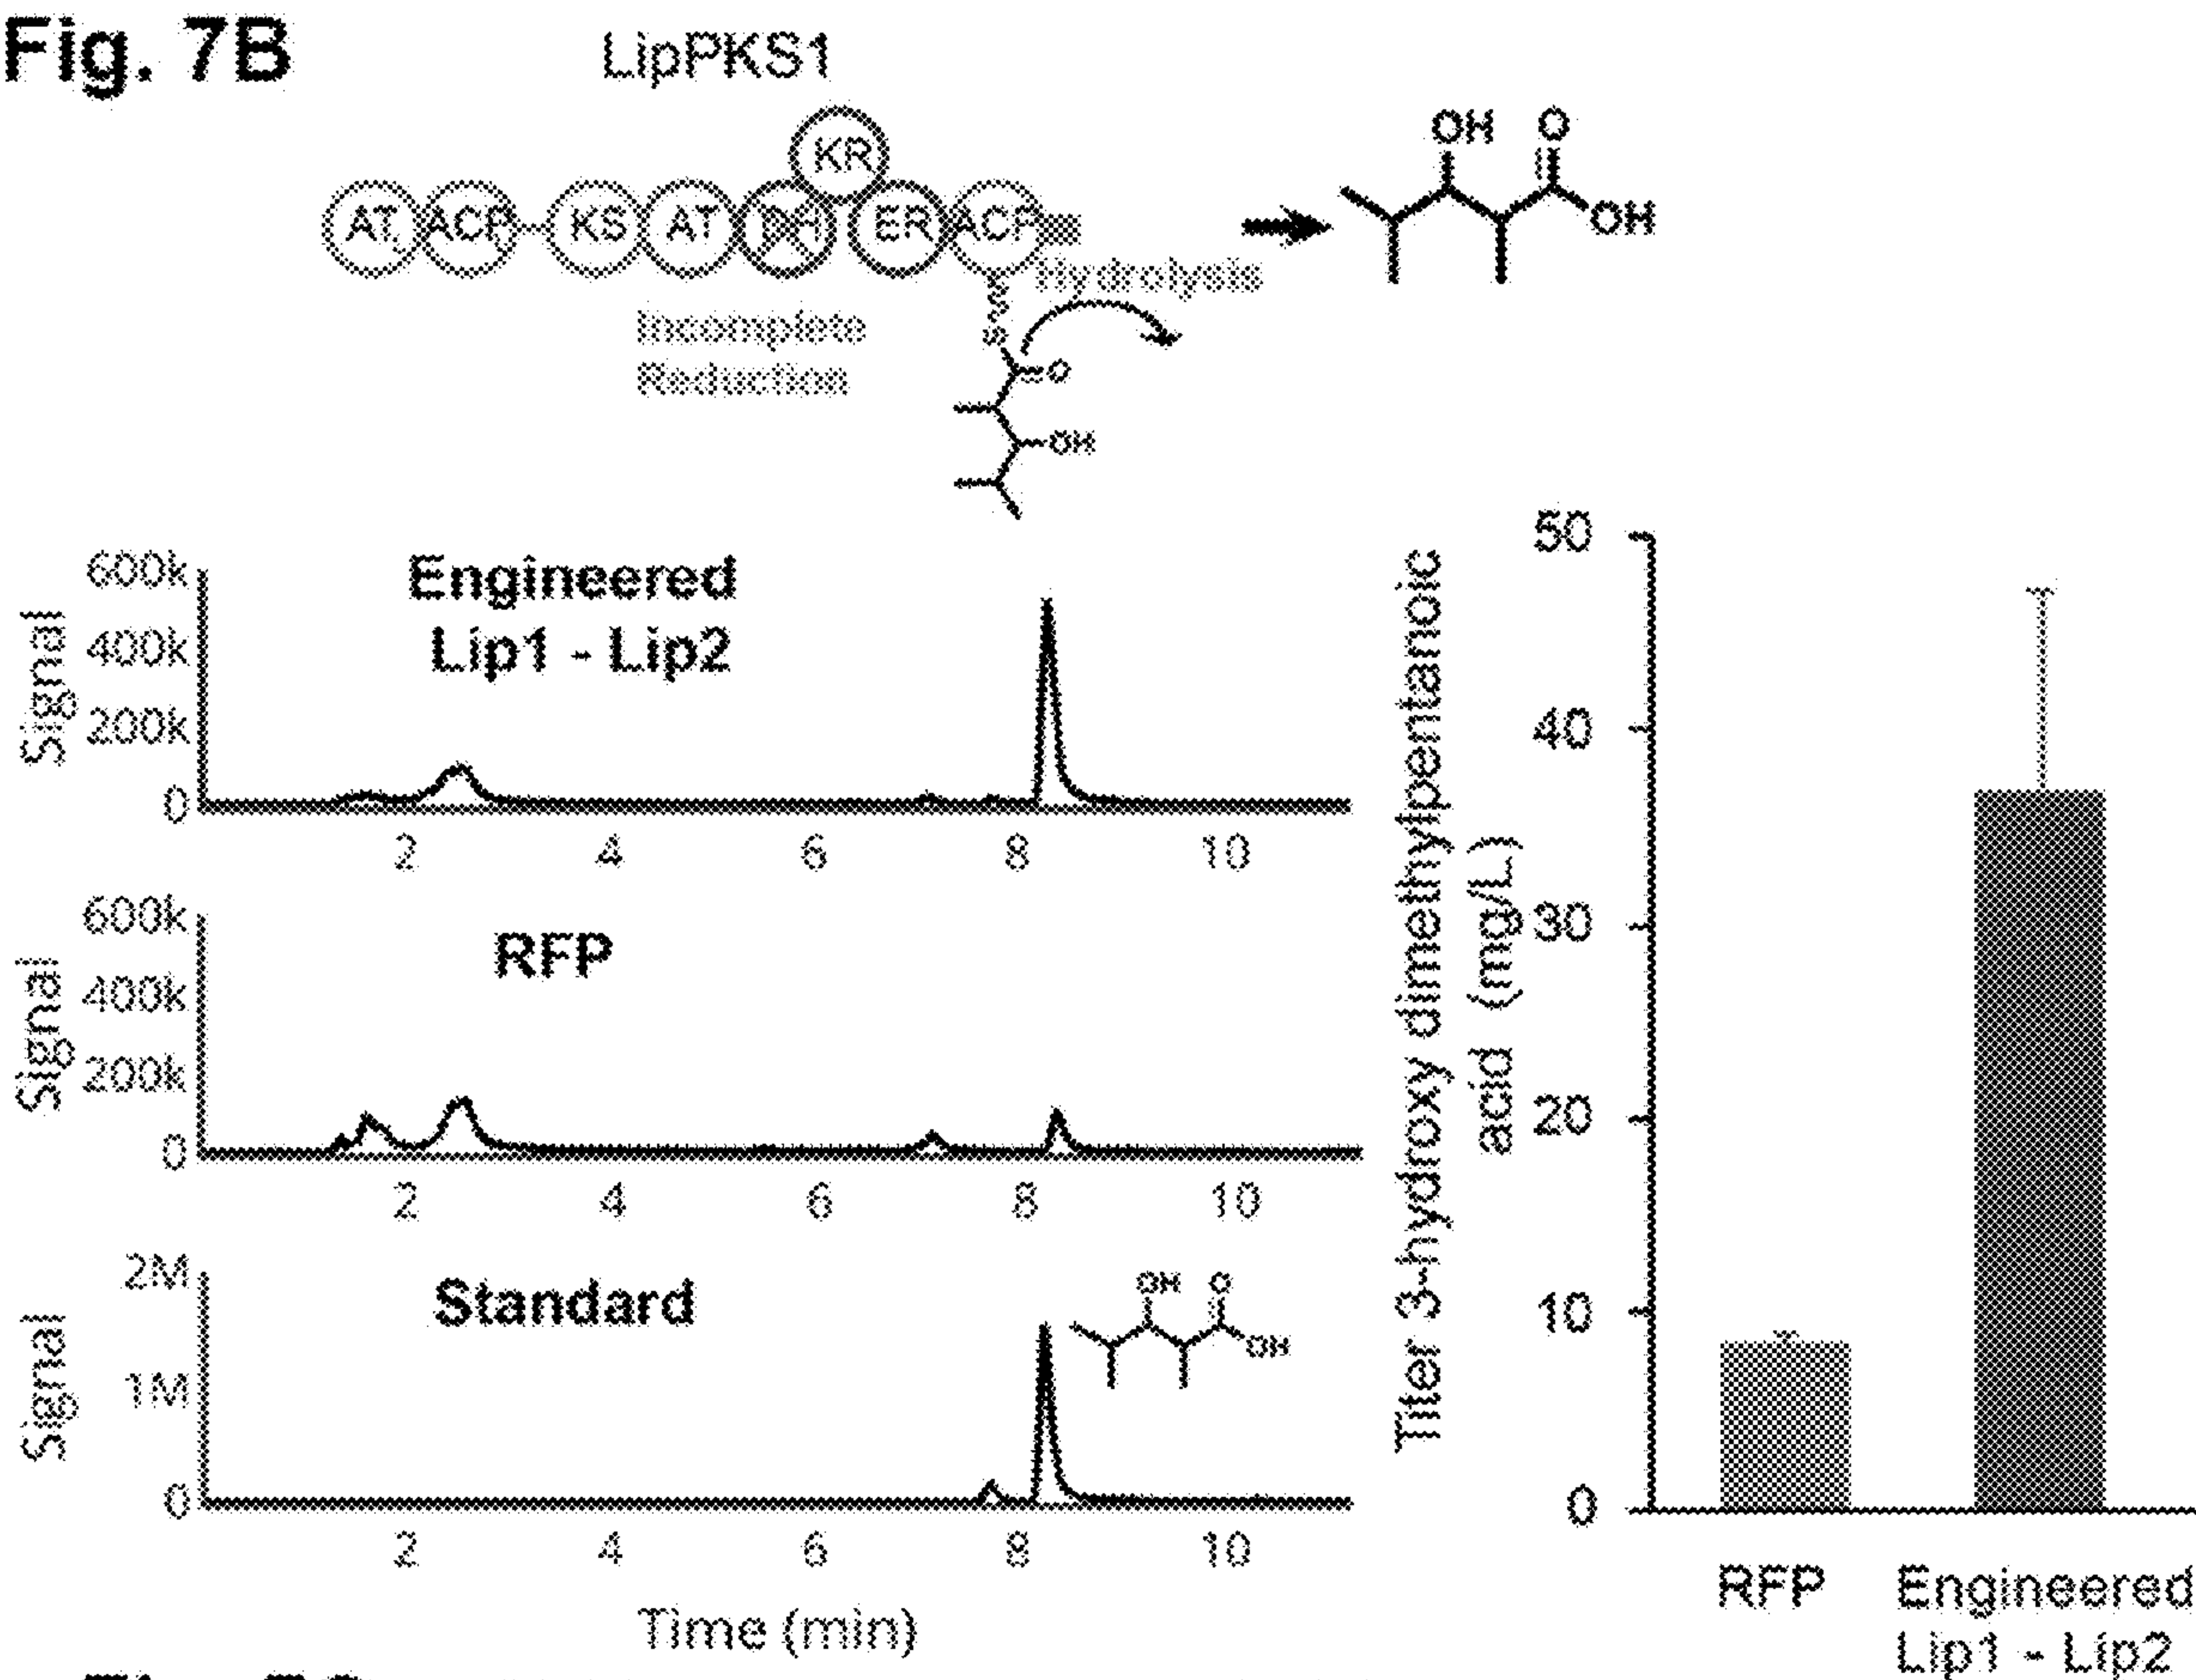 Fig. 7B
LipPKS1
KR
AT ACP KS AT DH ER ACP
Hydrolysis
Incomplete
Reduction
S
O
OH
OH O
OH
Engineered
Lip1 - Lip2
Signal
600k
400k
200k
0
2 4 6 8 10
RFP
Signal
600k
400k
200k
0
2 4 6 8 10
Standard
OH O
OH
Signal
2M
1M
0
2 4 6 8 10
Time (min)
Titer 3-hydroxy dimethylpentanoic
acid (mg/L)
50
40
30
20
10
0
RFP Engineered
Lip1 - Lip2